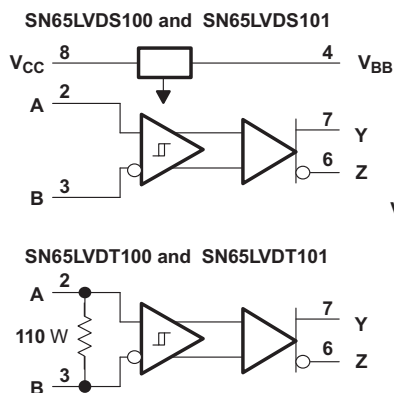 SN65LVDS100 and SN65LVDS101
VCC 8 4 VBB
A 2
7 Y
6 Z
B 3
V
SN65LVDT100 and SN65LVDT101
A 2
7 Y
110 W
6 Z
B 3